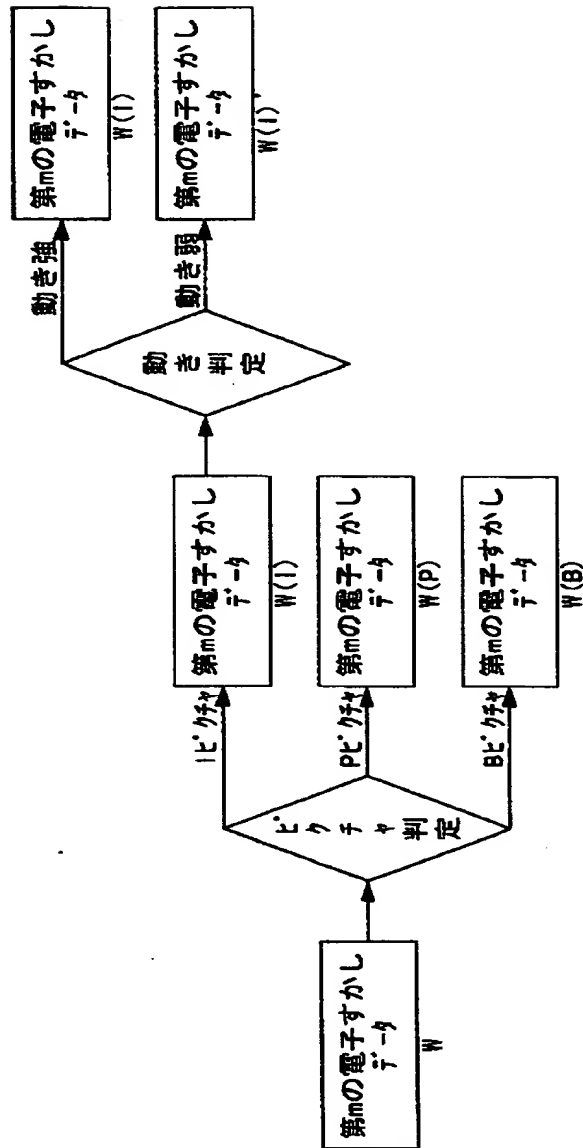 第mの電子すかし
データ
W
ピクチャ判定
Iピクチャ
第mの電子すかし
データ
W(I)
Pピクチャ
第mの電子すかし
データ
W(P)
Bピクチャ
第mの電子すかし
データ
W(B)
動き判定
動き強
第mの電子すかし
データ
W(I)
動き弱
第mの電子すかし
データ
W(I)